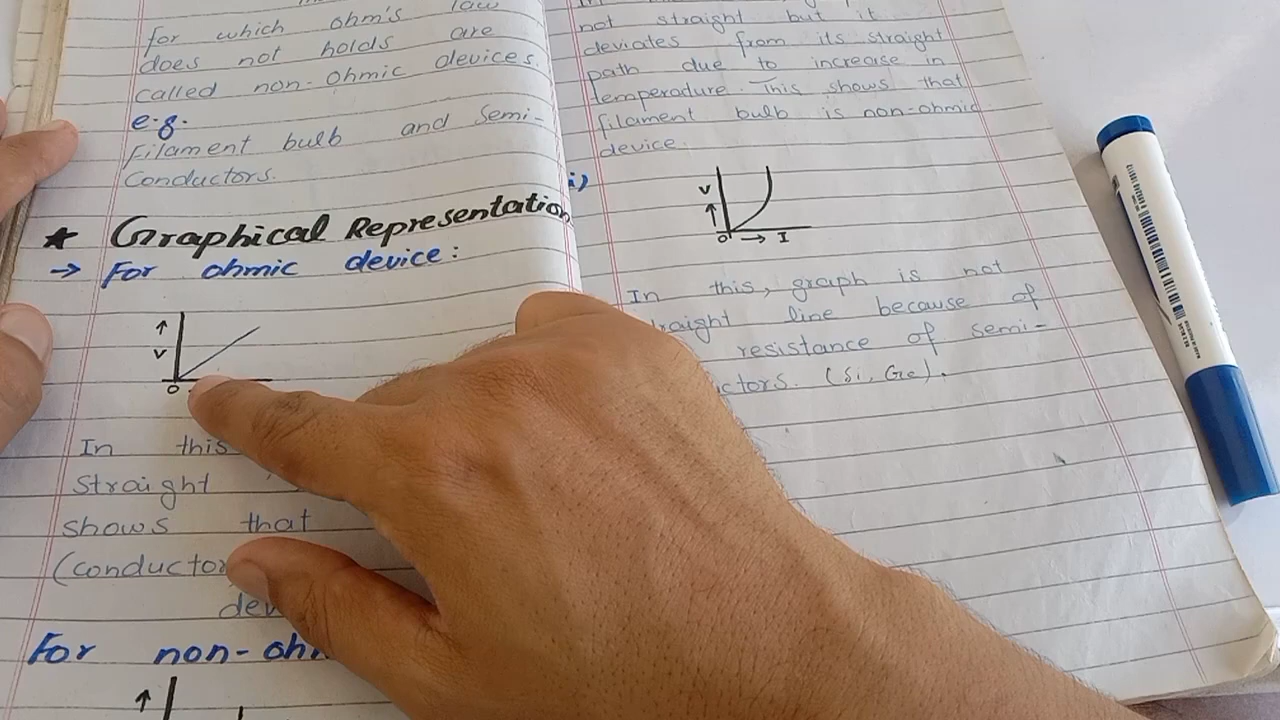 law
for which ohm's
does not holds are
called non-ohmic devices.
e.g.
Filament bulb and Semi-
Conductors.
★ Graphical Representation
→ For ohmic device:
↑
V
O
In this
straight
shows that
(conductor
For non-
↑
not straight but it
deviates from its straight
path due to increase in
temperature. This shows that
filament bulb is non-ohmic
device.
i)
V
↑
O → I
In this, graph is not
line because of
resistance of semi-
ctors. (Si, Ge).